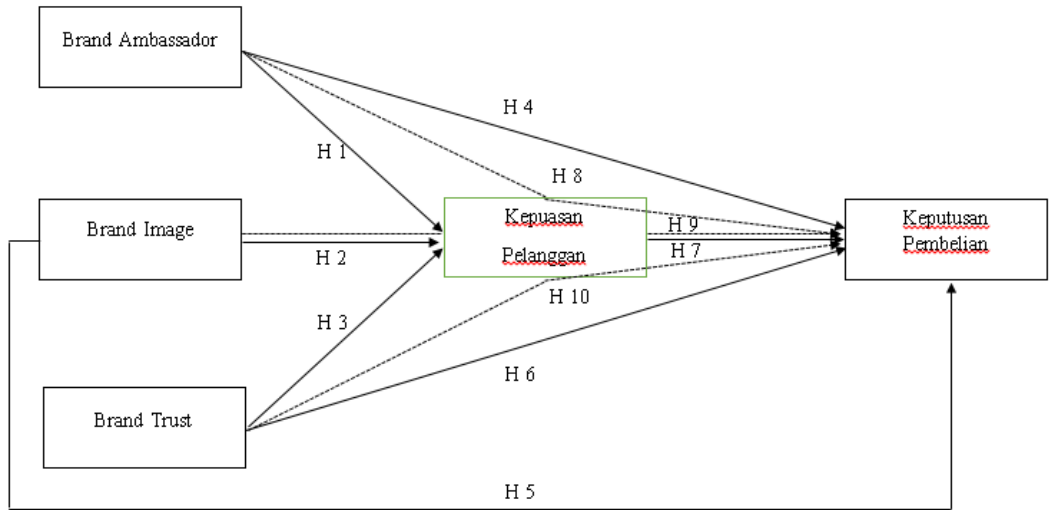 Brand Ambassador
H 4
H 1
H 8
Brand Image
Kepuasan
Pelanggan
Keputusan
Pembelian
H 9
H 2
H 7
H 10
H 3
H 6
Brand Trust
H 5